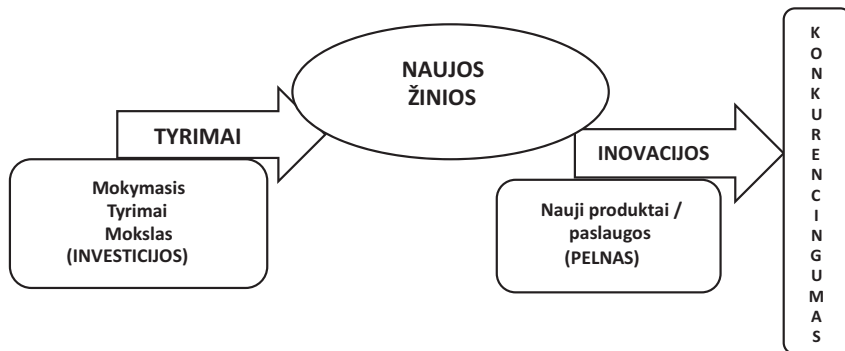 NAUJOS
ŽINIOS
TYRIMAI
Mokymasis
Tyrimai
Mokslas
(INVESTICIJOS)
INOVACIJOS
Nauji produktai /
paslaugos
(PELNAS)
K
O
N
K
U
R
E
N
C
I
N
G
U
M
A
S